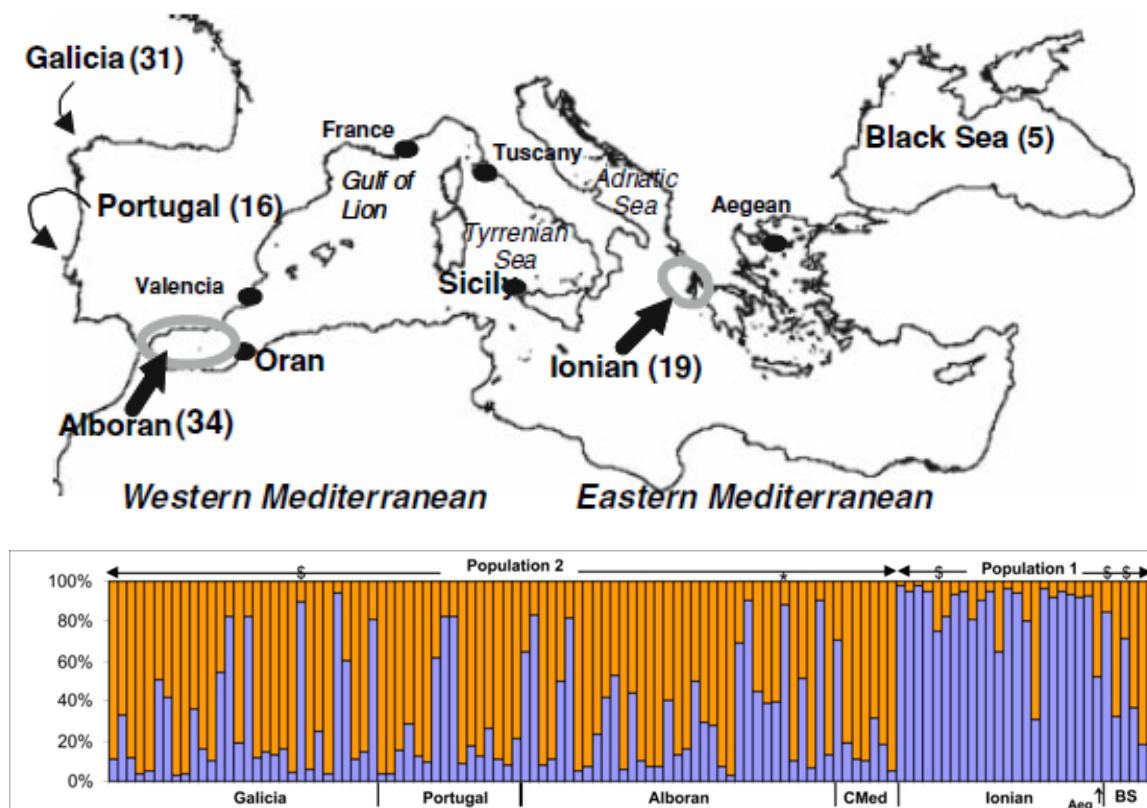 Galicia (31)
France
Tuscany
Black Sea (5)
Gulf of
Lion
Adriatic
Sea
Portugal (16)
Aegean
Tyrrenian
Sea
Valencia
Sicily
Oran
Ionian (19)
Alboran (34)
Western Mediterranean
Eastern Mediterranean
Population 2
Population 1
$ * $ $ $
100%
80%
60%
40%
20%
0%
Galicia
Portugal
Alboran
CMed
Ionian
Aeg
BS